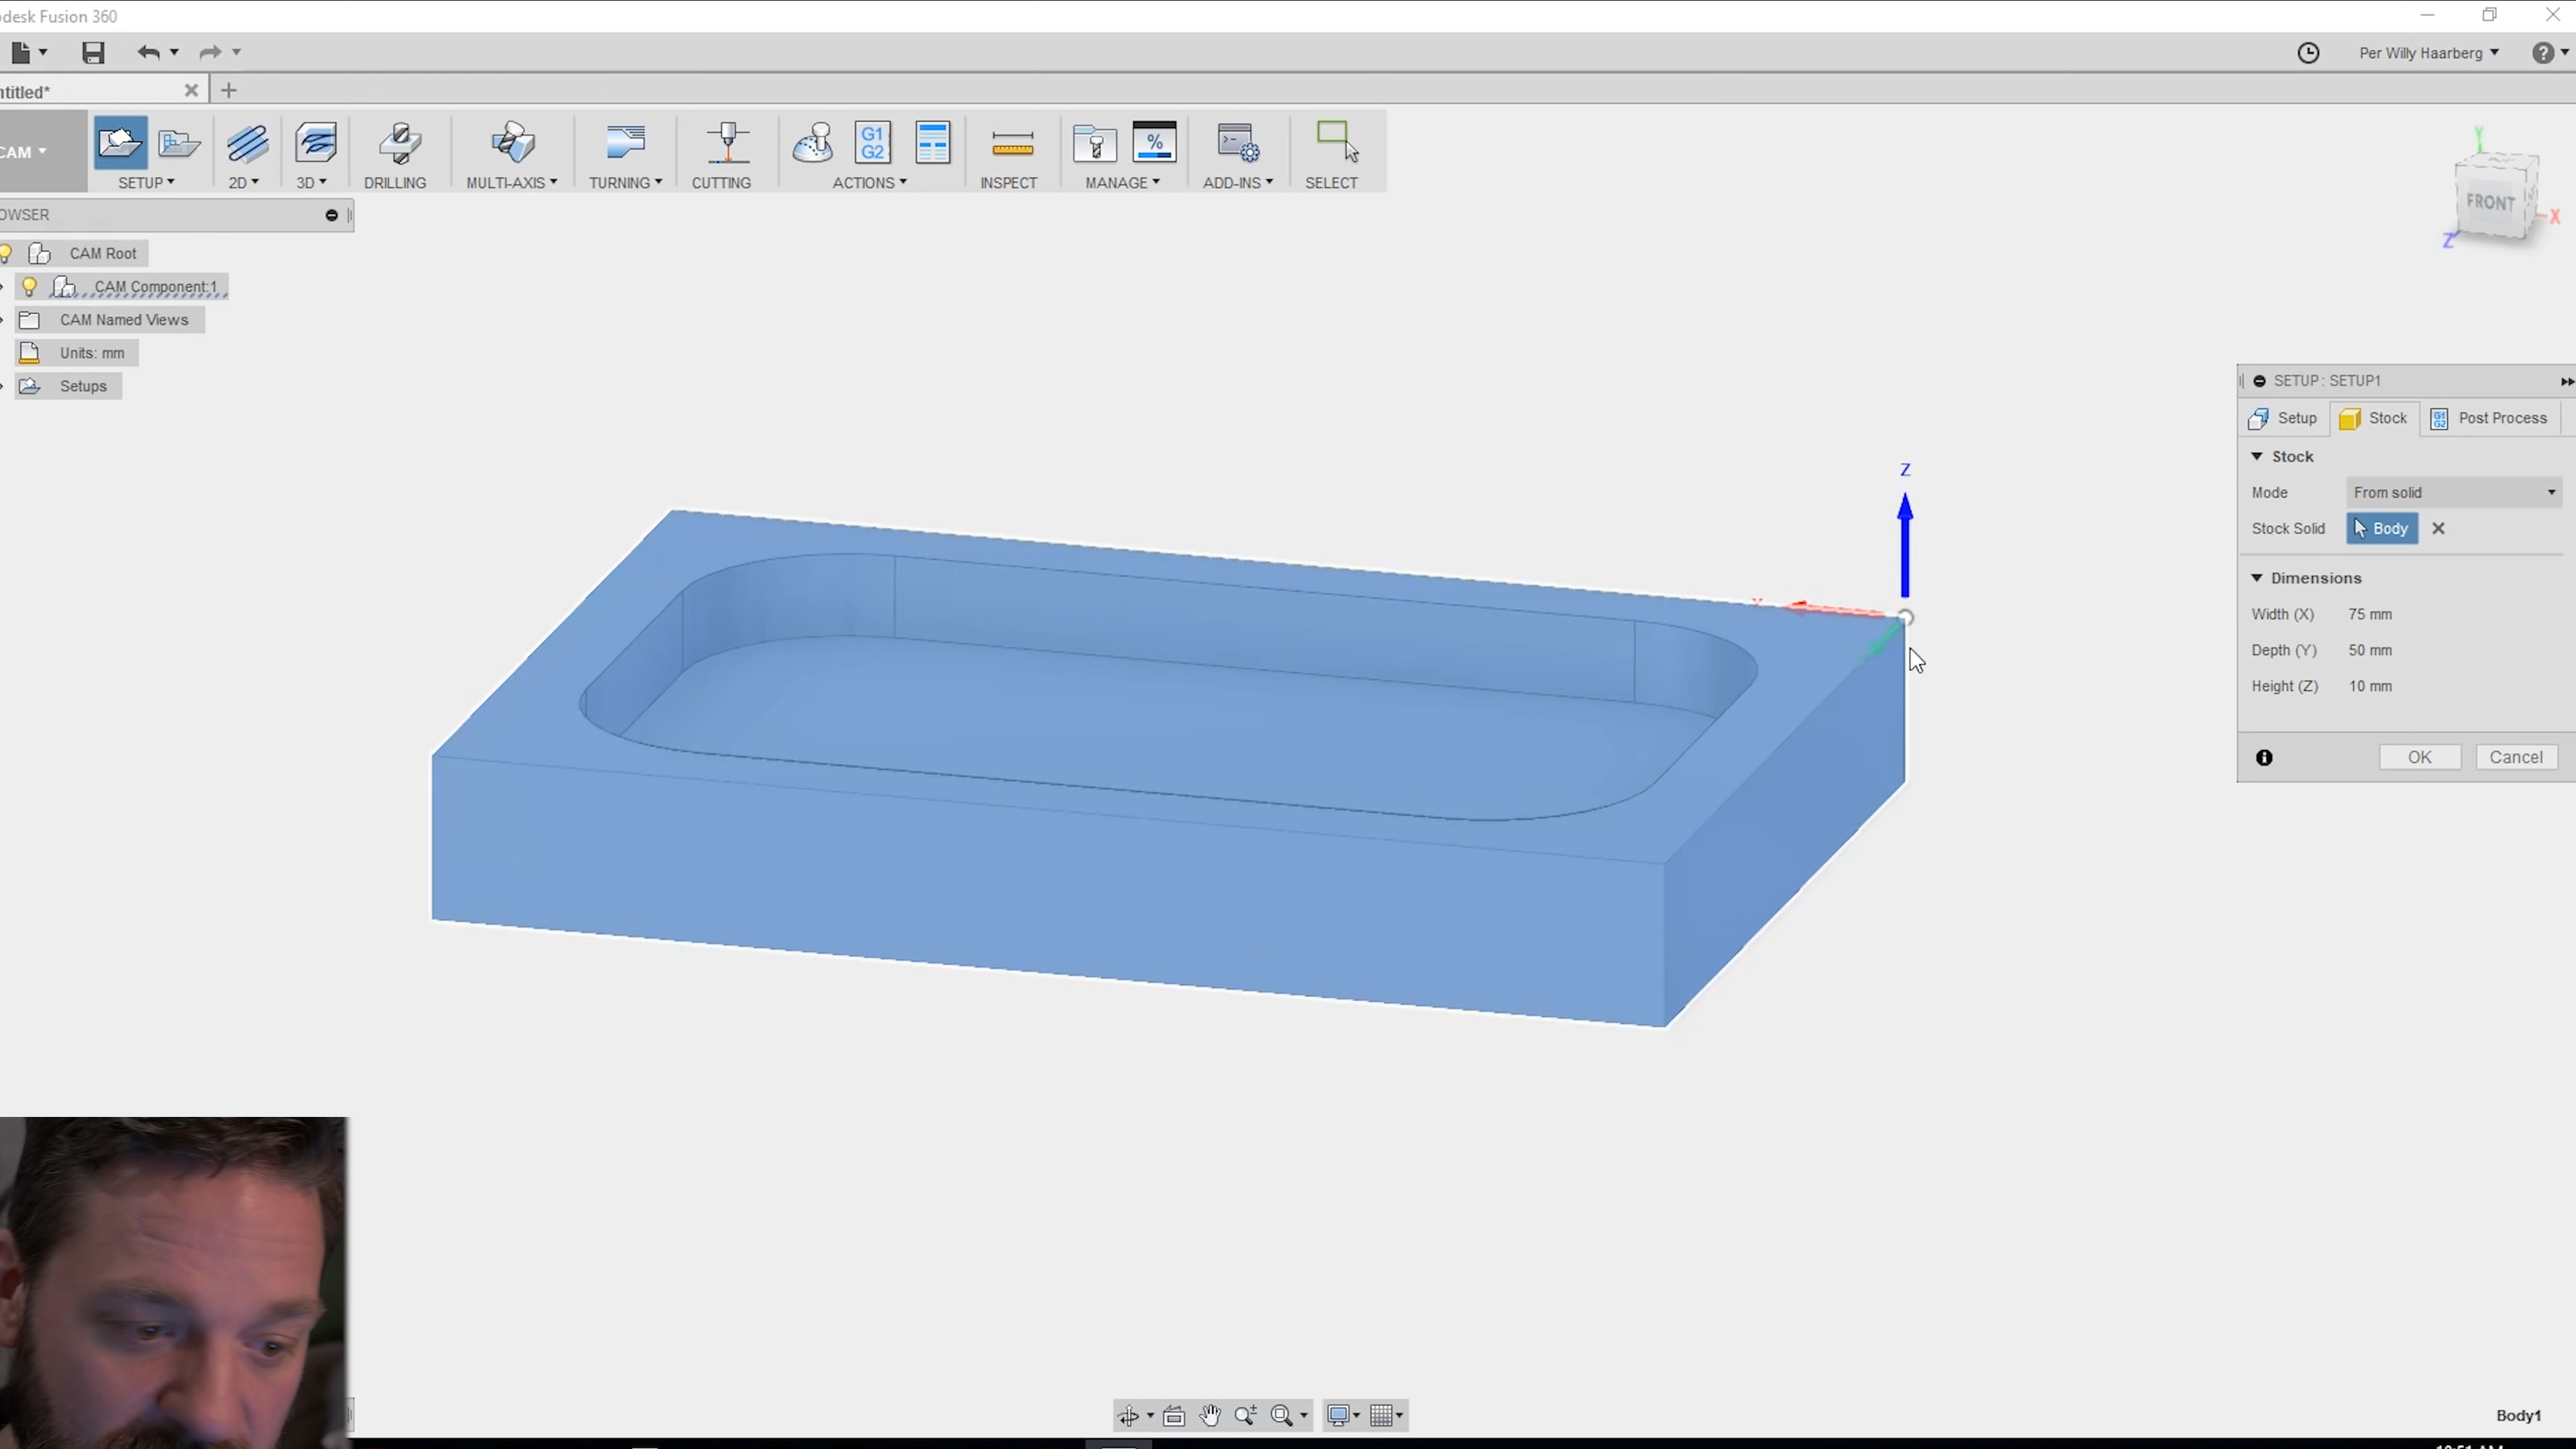 desk Fusion 360
Per Willy Haarberg
ntitled*
CAM
SETUP
2D
3D
DRILLING
MULTI-AXIS
TURNING
CUTTING
G1
G2
ACTIONS
INSPECT
%
MANAGE
ADD-INS
SELECT
Y
FRONT
X
Z
OWSER
CAM Root
CAM Component:1
CAM Named Views
Units: mm
Setups
SETUP : SETUP1
Setup
Stock
G1
G2
Post Process
Stock
Mode
From solid
Stock Solid
Body
Dimensions
Width (X)
75 mm
Depth (Y)
50 mm
Height (Z)
10 mm
OK
Cancel
Z
X
Body1